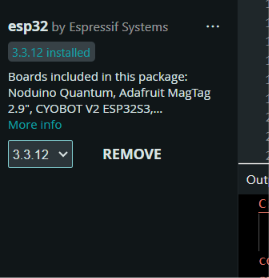 esp32 by Espressif Systems ...
3.3.12 installed
Boards included in this package:
Noduino Quantum, Adafruit MagTag
2.9", CYOBOT V2 ESP32S3,...
More info
3.3.12
REMOVE
Out
C
co